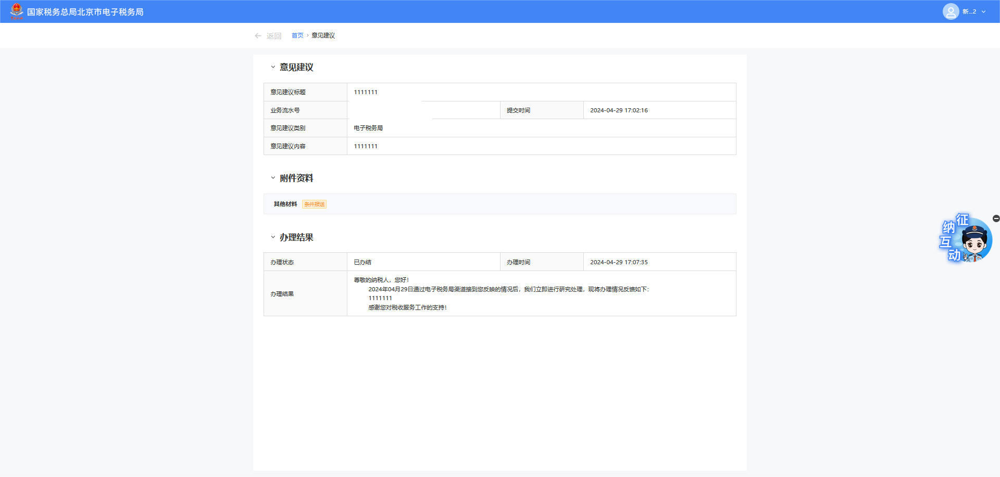 国家税务总局北京市电子税务局
新...2
返回 首页 > 意见建议
意见建议
意见建议标题 1111111
业务流水号 提交时间 2024-04-29 17:02:16
意见建议类别 电子税务局
意见建议内容 1111111
附件资料
其他材料 条件报送
办理结果
办理状态 已办结 办理时间 2024-04-29 17:07:35
办理结果
尊敬的纳税人，您好！
2024年04月29日通过电子税务局渠道接到您反映的情况后，我们立即进行研究处理，现将办理情况反馈如下：
1111111
感谢您对税收服务工作的支持！
征纳互动